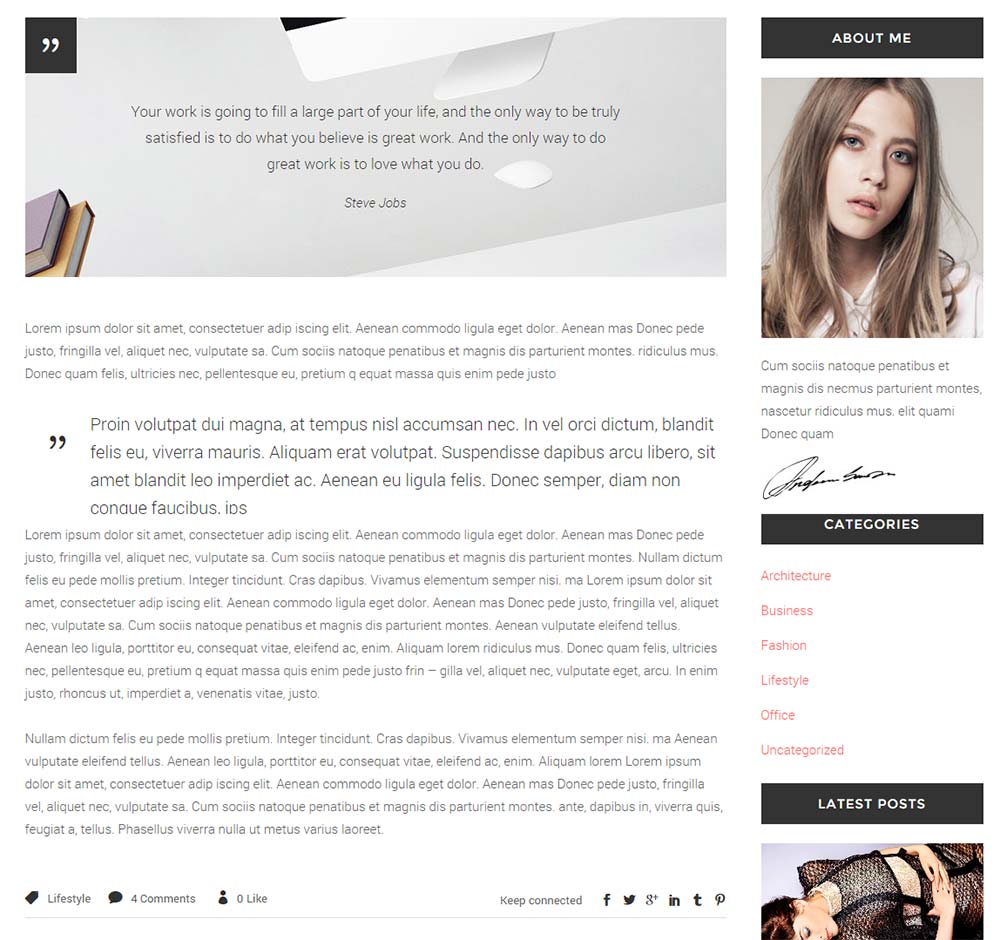 Your work is going to fill a large part of your life, and the only way to be truly
satisfied is to do what you believe is great work. And the only way to do
great work is to love what you do.
Steve Jobs
Lorem ipsum dolor sit amet, consectetuer adip iscing elit. Aenean commodo ligula eget dolor. Aenean mas Donec pede
justo, fringilla vel, aliquet nec, vulputate sa. Cum sociis natoque penatibus et magnis dis parturient montes. ridiculus mus.
Donec quam felis, ultricies nec, pellentesque eu, pretium q equat massa quis enim pede justo
Proin volutpat dui magna, at tempus nisl accumsan nec. In vel orci dictum, blandit
felis eu, viverra mauris. Aliquam erat volutpat. Suspendisse dapibus arcu libero, sit
amet blandit leo imperdiet ac. Aenean eu ligula felis. Donec semper, diam non
congue faucibus, ips
Lorem ipsum dolor sit amet, consectetuer adip iscing elit. Aenean commodo ligula eget dolor. Aenean mas Donec pede
justo, fringilla vel, aliquet nec, vulputate sa. Cum sociis natoque penatibus et magnis dis parturient montes. Nullam dictum
felis eu pede mollis pretium. Integer tincidunt. Cras dapibus. Vivamus elementum semper nisi. ma Lorem ipsum dolor sit
amet, consectetuer adip iscing elit. Aenean commodo ligula eget dolor. Aenean mas Donec pede justo, fringilla vel, aliquet
nec, vulputate sa. Cum sociis natoque penatibus et magnis dis parturient montes. Aenean vulputate eleifend tellus.
Aenean leo ligula, porttitor eu, consequat vitae, eleifend ac, enim. Aliquam lorem ridiculus mus. Donec quam felis, ultricies
nec, pellentesque eu, pretium q equat massa quis enim pede justo frin – gilla vel, aliquet nec, vulputate eget, arcu. In enim
justo, rhoncus ut, imperdiet a, venenatis vitae, justo.
Nullam dictum felis eu pede mollis pretium. Integer tincidunt. Cras dapibus. Vivamus elementum semper nisi. ma Aenean
vulputate eleifend tellus. Aenean leo ligula, porttitor eu, consequat vitae, eleifend ac, enim. Aliquam lorem Lorem ipsum
dolor sit amet, consectetuer adip iscing elit. Aenean commodo ligula eget dolor. Aenean mas Donec pede justo, fringilla
vel, aliquet nec, vulputate sa. Cum sociis natoque penatibus et magnis dis parturient montes. ante, dapibus in, viverra quis,
feugiat a, tellus. Phasellus viverra nulla ut metus varius laoreet.
Lifestyle 4 Comments 0 Like Keep connected
ABOUT ME
Cum sociis natoque penatibus et
magnis dis necmus parturient montes,
nascetur ridiculus mus. elit quami
Donec quam
CATEGORIES
Architecture
Business
Fashion
Lifestyle
Office
Uncategorized
LATEST POSTS